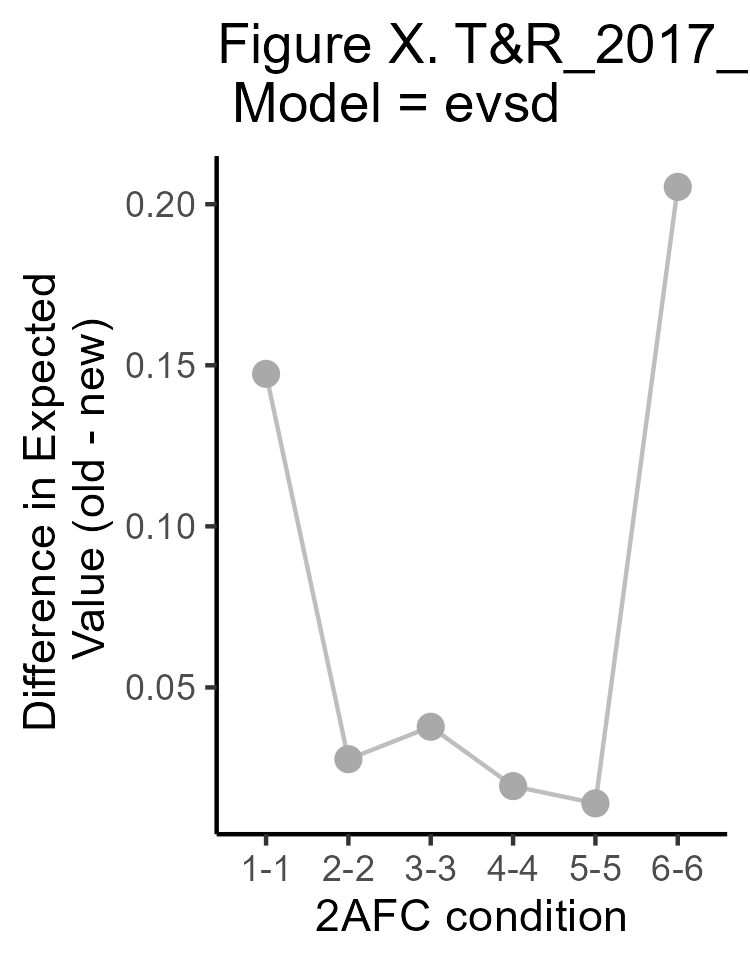 Figure X. T&R_2017_
Model = evsd
Difference in Expected
Value (old - new)
0.20
0.15
0.10
0.05
1-1 2-2 3-3 4-4 5-5 6-6
2AFC condition